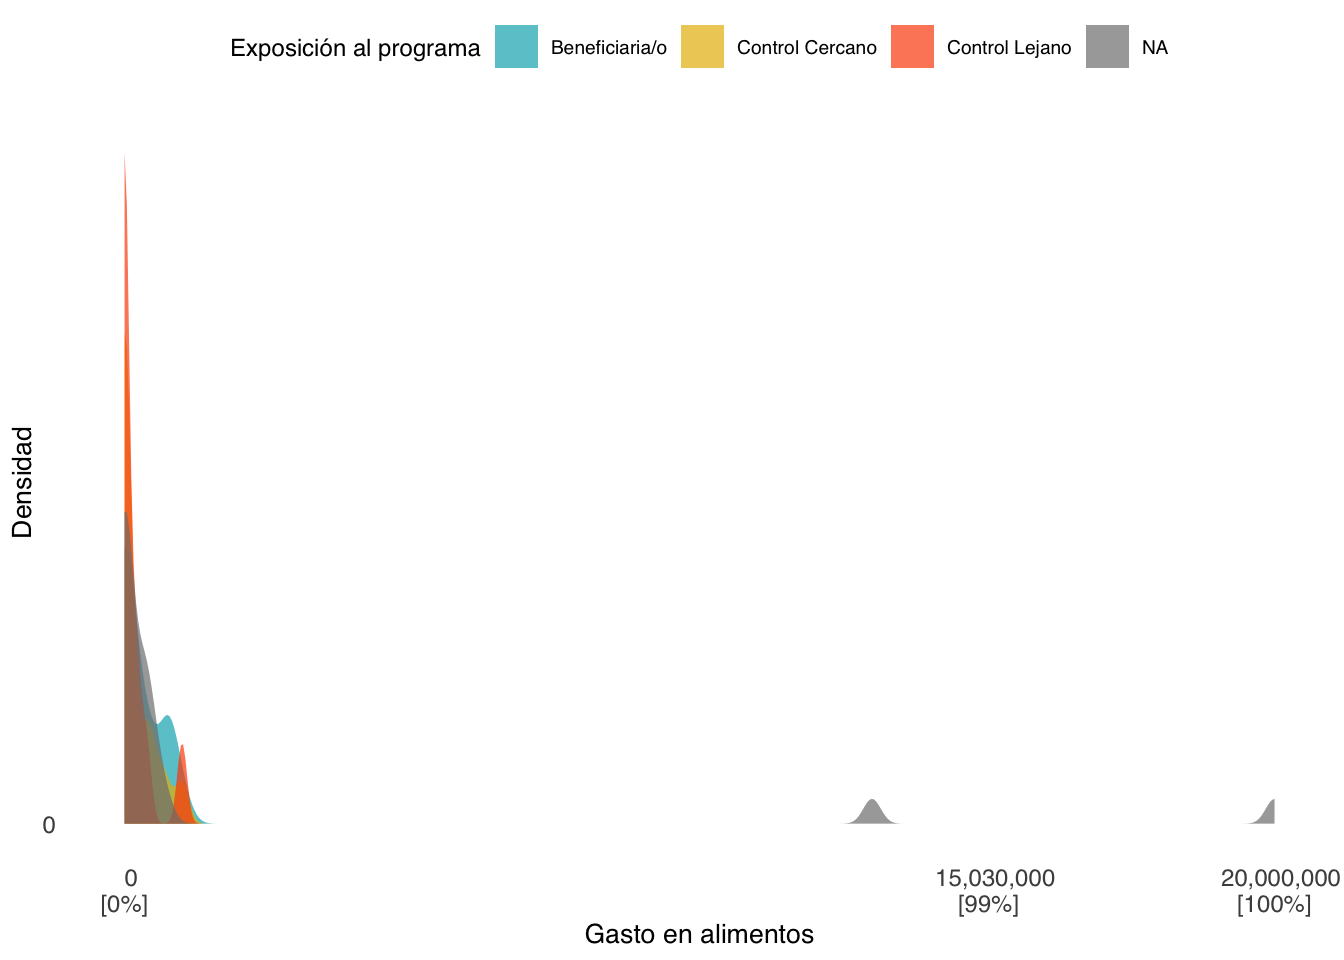 Exposición al programa Beneficiaria/o Control Cercano Control Lejano NA
Densidad
0
0 15,030,000 20,000,000
[0%] [99%] [100%]
Gasto en alimentos